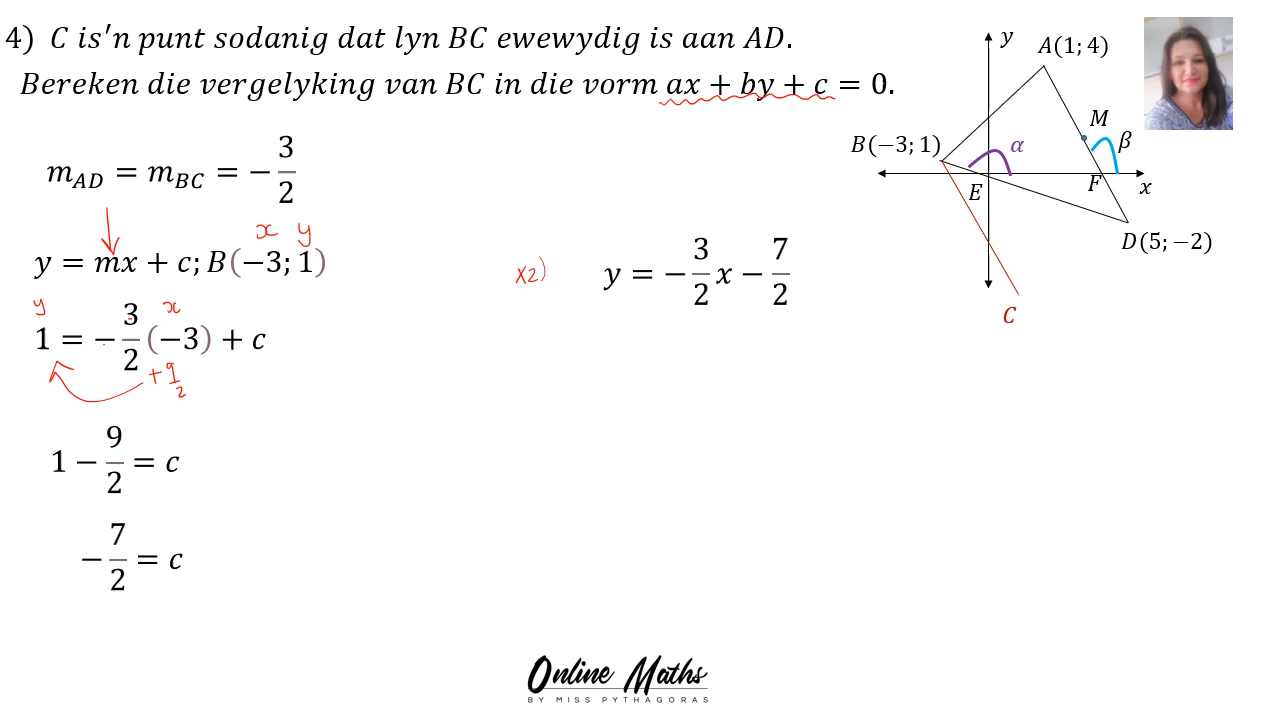 4) C is'n punt sodanig dat lyn BC ewewydig is aan AD.
Bereken die vergelyking van BC in die vorm ax + by + c = 0.
m_AD = m_BC = −3/2
x y
y = mx + c; B(−3; 1)
y x
1 = −3/2 (−3) + c
+9/2
1 − 9/2 = c
−7/2 = c
×2) y = −3/2 x − 7/2
y
A(1; 4)
M
B(−3; 1)
α
β
E
F
x
D(5; −2)
C
Online Maths
BY MISS PYTHAGORAS